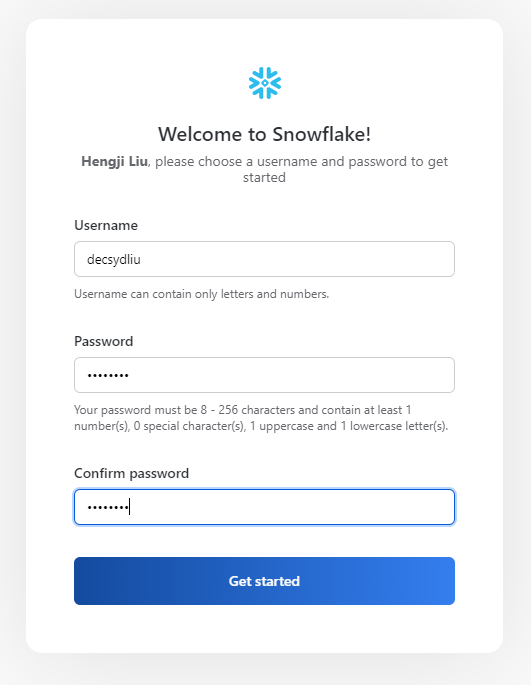 Welcome to Snowflake!
Hengji Liu, please choose a username and password to get
started
Username
decsydliu
Username can contain only letters and numbers.
Password
••••••••
Your password must be 8 - 256 characters and contain at least 1
number(s), 0 special character(s), 1 uppercase and 1 lowercase letter(s).
Confirm password
••••••••
Get started